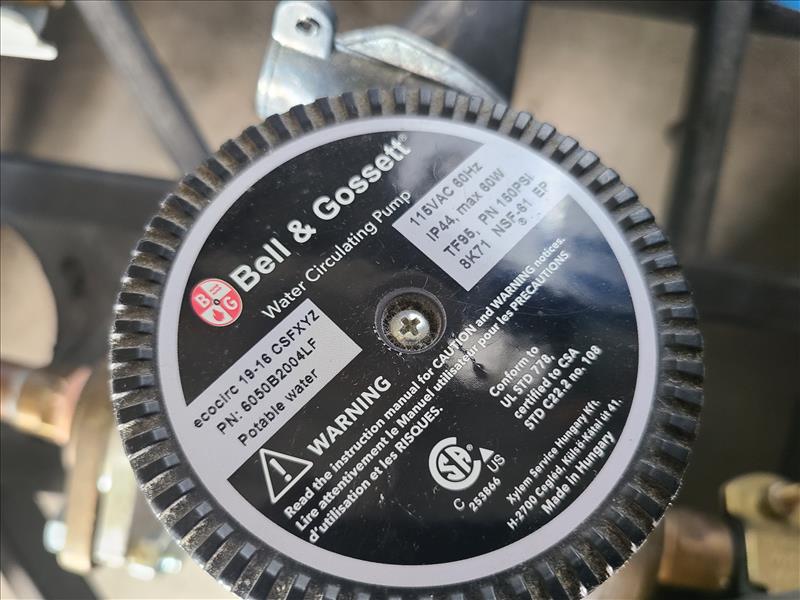 Bell & Gossett®
Water Circulating Pump
B G
115VAC 60Hz
IP44, max 60W
TF95, PN 150PSI
8K71 NSF-61 EP
®
ecocirc 19-16 CSFXYZ
PN: 6050B2004LF
Potable water
WARNING
Read the instruction manual for CAUTION and WARNING notices.
Lire attentivement le Manuel utilisateur pour les PRECAUTIONS
d'utilisation et les RISQUES.
Conform to
UL STD 778,
certified to CSA
STD C22.2 no. 108
CSA
C US
253866
Xylem Service Hungary Kft.
H-2700 Cegléd, Külső-Kátai út 41.
Made in Hungary